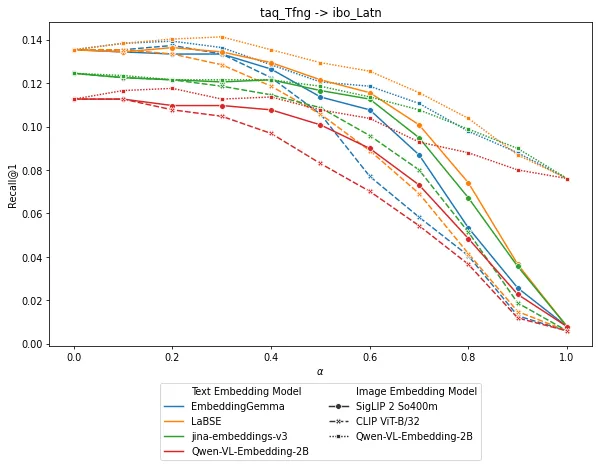 taq_Tfng -> ibo_Latn
Recall@1
0.14
0.12
0.10
0.08
0.06
0.04
0.02
0.00
0.0 0.2 0.4 0.6 0.8 1.0
α
Text Embedding Model
EmbeddingGemma
LaBSE
jina-embeddings-v3
Qwen-VL-Embedding-2B
Image Embedding Model
SigLIP 2 So400m
CLIP ViT-B/32
Qwen-VL-Embedding-2B